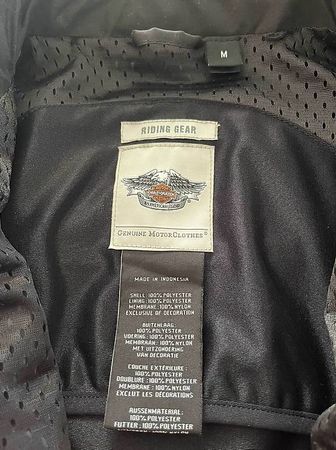 M
RIDING GEAR
HARLEY-DAVIDSON
GENUINE MOTORCLOTHES®
MADE IN INDONESIA
SHELL: 100% POLYESTER
LINING: 100% POLYESTER
MEMBRANE: 100% NYLON
EXCLUSIVE OF DECORATION
BUITENLAAG:
100% POLYESTER
VOERING: 100% POLYESTER
MEMBRAAN: 100% NYLON
MET UITZONDERING
VAN DECORATIE
COUCHE EXTÉRIEURE:
100% POLYESTER
DOUBLURE: 100% POLYESTER
MEMBRANE: 100% NYLON
EXCLUT LES DÉCORATIONS
AUSSENMATERIAL:
100% POLYESTER
FUTTER: 100% POLYESTER